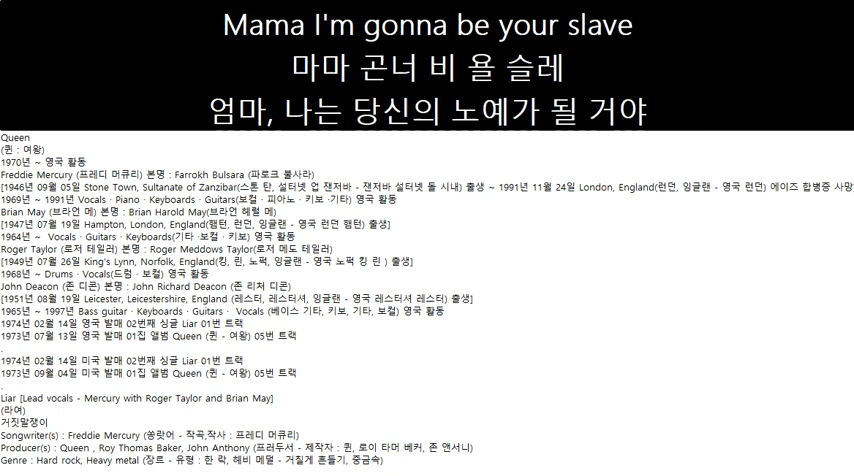 Mama I'm gonna be your slave
마마 곤너 비 욜 슬레
엄마, 나는 당신의 노예가 될 거야
Queen
(퀸 : 여왕)
1970년 ~ 영국 활동
Freddie Mercury (프레디 머큐리) 본명 : Farrokh Bulsara (파로크 불사라)
[1946년 09월 05일 Stone Town, Sultanate of Zanzibar(스톤 탄, 설터넷 업 잰저바 - 잰저바 설터넷 돌 시내) 출생 ~ 1991년 11월 24일 London, England(런던, 잉글랜 - 영국 런던) 에이즈 합병증 사망
1969년 ~ 1991년 Vocals · Piano · Keyboards · Guitars(보컬 · 피아노 · 키보 ·기타) 영국 활동
Brian May (브라언 메) 본명 : Brian Harold May(브라언 헤럴 메)
[1947년 07월 19일 Hampton, London, England(햄턴, 런던, 잉글랜 - 영국 런던 햄턴) 출생]
1964년 ~  Vocals · Guitars · Keyboards(기타 ·보컬 · 키보) 영국 활동
Roger Taylor (로저 테일러) 본명 : Roger Meddows Taylor(로저 메도 테일러)
[1949년 07월 26일 King's Lynn, Norfolk, England(킹, 린, 노퍽, 잉글랜 - 영국 노퍽 킹 린 ) 출생]
1968년 ~ Drums · Vocals(드럼 · 보컬) 영국 활동
John Deacon (존 디콘) 본명 : John Richard Deacon (존 리처 디콘)
[1951년 08월 19일 Leicester, Leicestershire, England (레스터, 레스터셔, 잉글랜 - 영국 레스터셔 레스터) 출생]
1965년 ~ 1997년 Bass guitar · Keyboards · Guitars ·  Vocals (베이스 기타, 키보, 기타, 보컬) 영국 활동
1974년 02월 14일 영국 발매 02번째 싱글 Liar 01번 트랙
1973년 07월 13일 영국 발매 01집 앨범 Queen (퀸 - 여왕) 05번 트랙
.
1974년 02월 14일 미국 발매 02번째 싱글 Liar 01번 트랙
1973년 09월 04일 미국 발매 01집 앨범 Queen (퀸 - 여왕) 05번 트랙
.
Liar [Lead vocals - Mercury with Roger Taylor and Brian May]
(라여)
거짓말쟁이
Songwriter(s) : Freddie Mercury (쏭랏어 - 작곡,작사 : 프레디 머큐리)
Producer(s) : Queen , Roy Thomas Baker, John Anthony (프러두서 - 제작자 : 퀸, 로이 타머 베커, 존 앤서니)
Genre : Hard rock, Heavy metal (장르 - 유형 : 한 락, 헤비 메덜 - 거칠게 흔들기, 중금속)